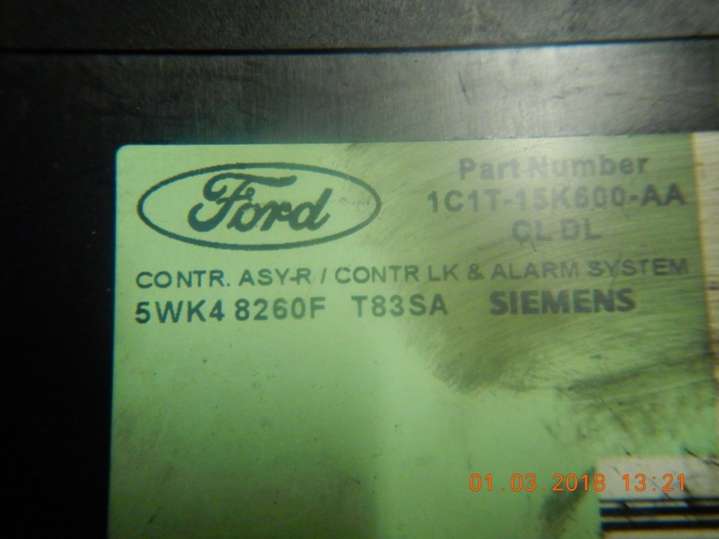 Ford
Part Number
1C1T-15K600-AA
CL DL
CONTR. ASY-R / CONTR LK & ALARM SYSTEM
5WK4 8260F T83SA SIEMENS
01.03.2018 13:21